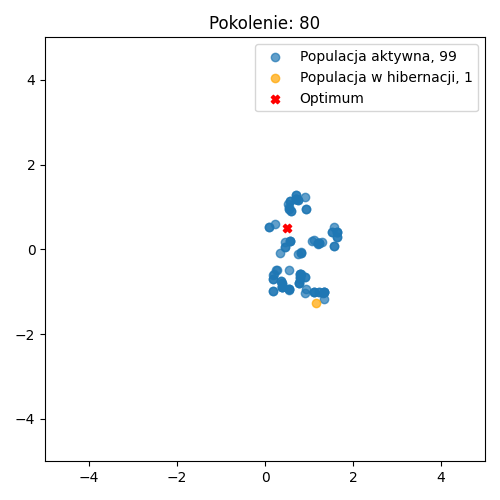 Pokolenie: 80
Populacja aktywna, 99
Populacja w hibernacji, 1
Optimum
4
2
0
−2
−4
−4
−2
0
2
4